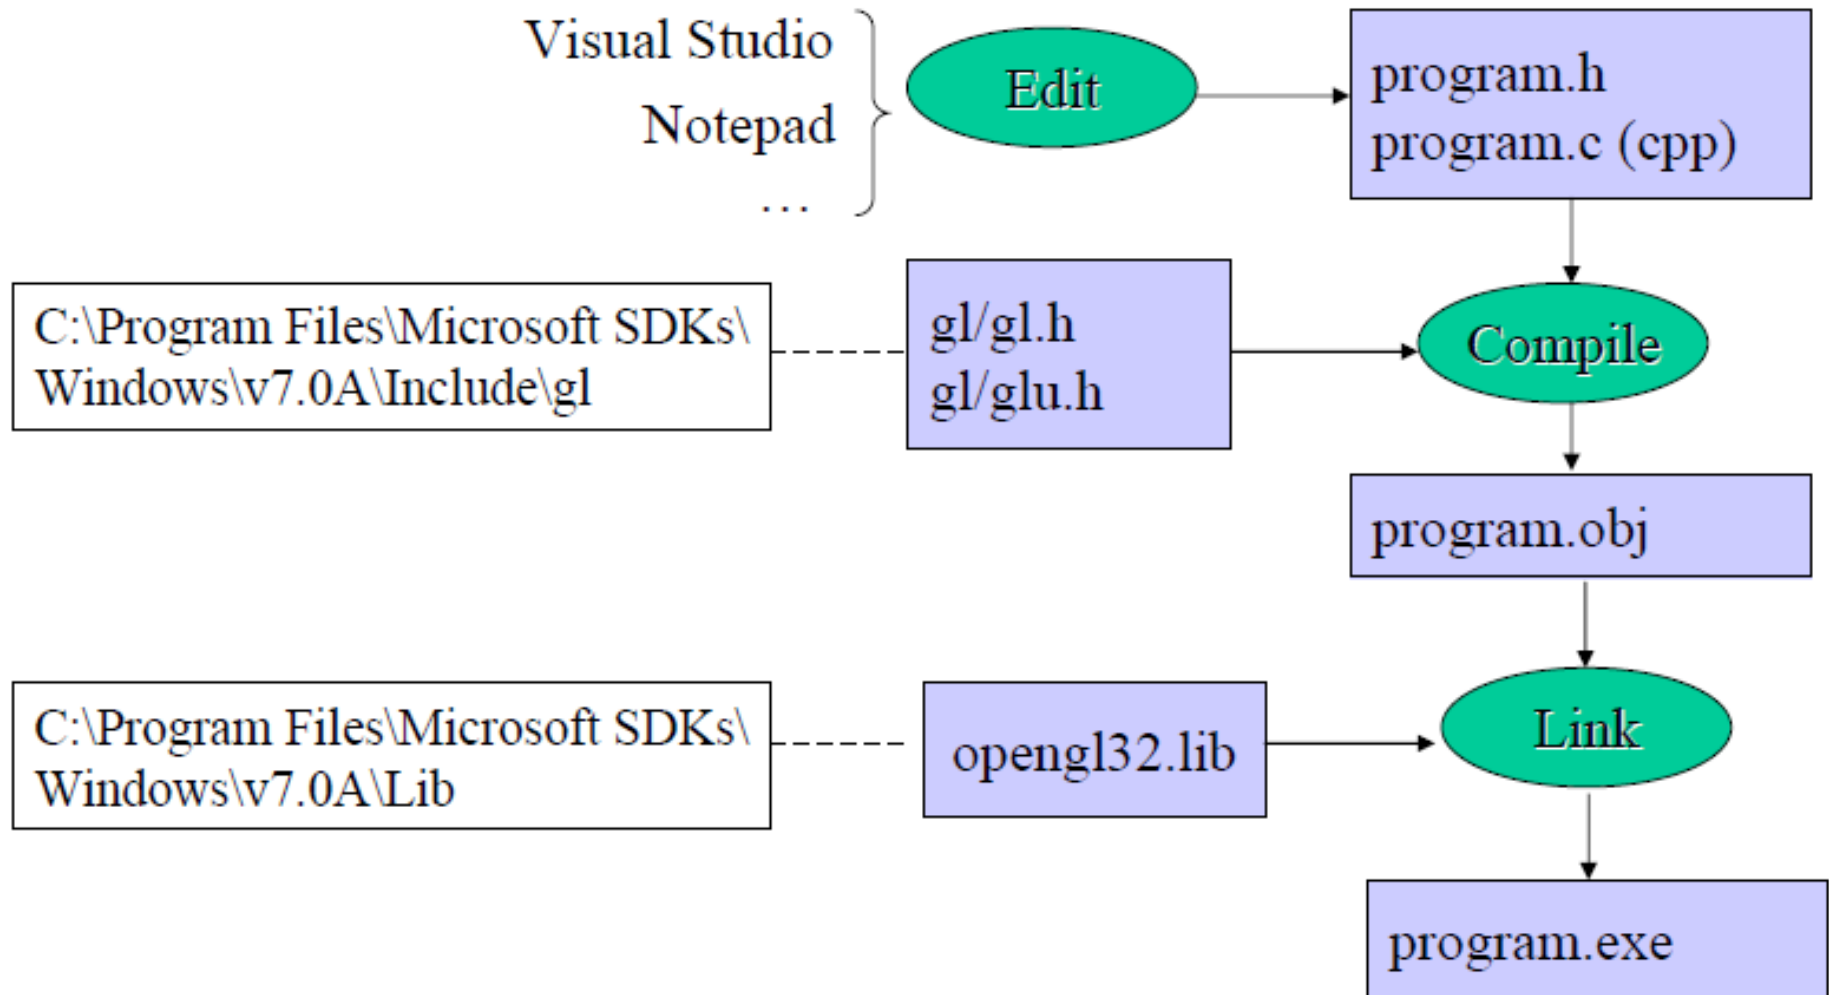 Visual Studio
Notepad
...
Edit
program.h
program.c (cpp)
C:\Program Files\Microsoft SDKs\
Windows\v7.0A\Include\gl
gl/gl.h
gl/glu.h
Compile
program.obj
C:\Program Files\Microsoft SDKs\
Windows\v7.0A\Lib
opengl32.lib
Link
program.exe